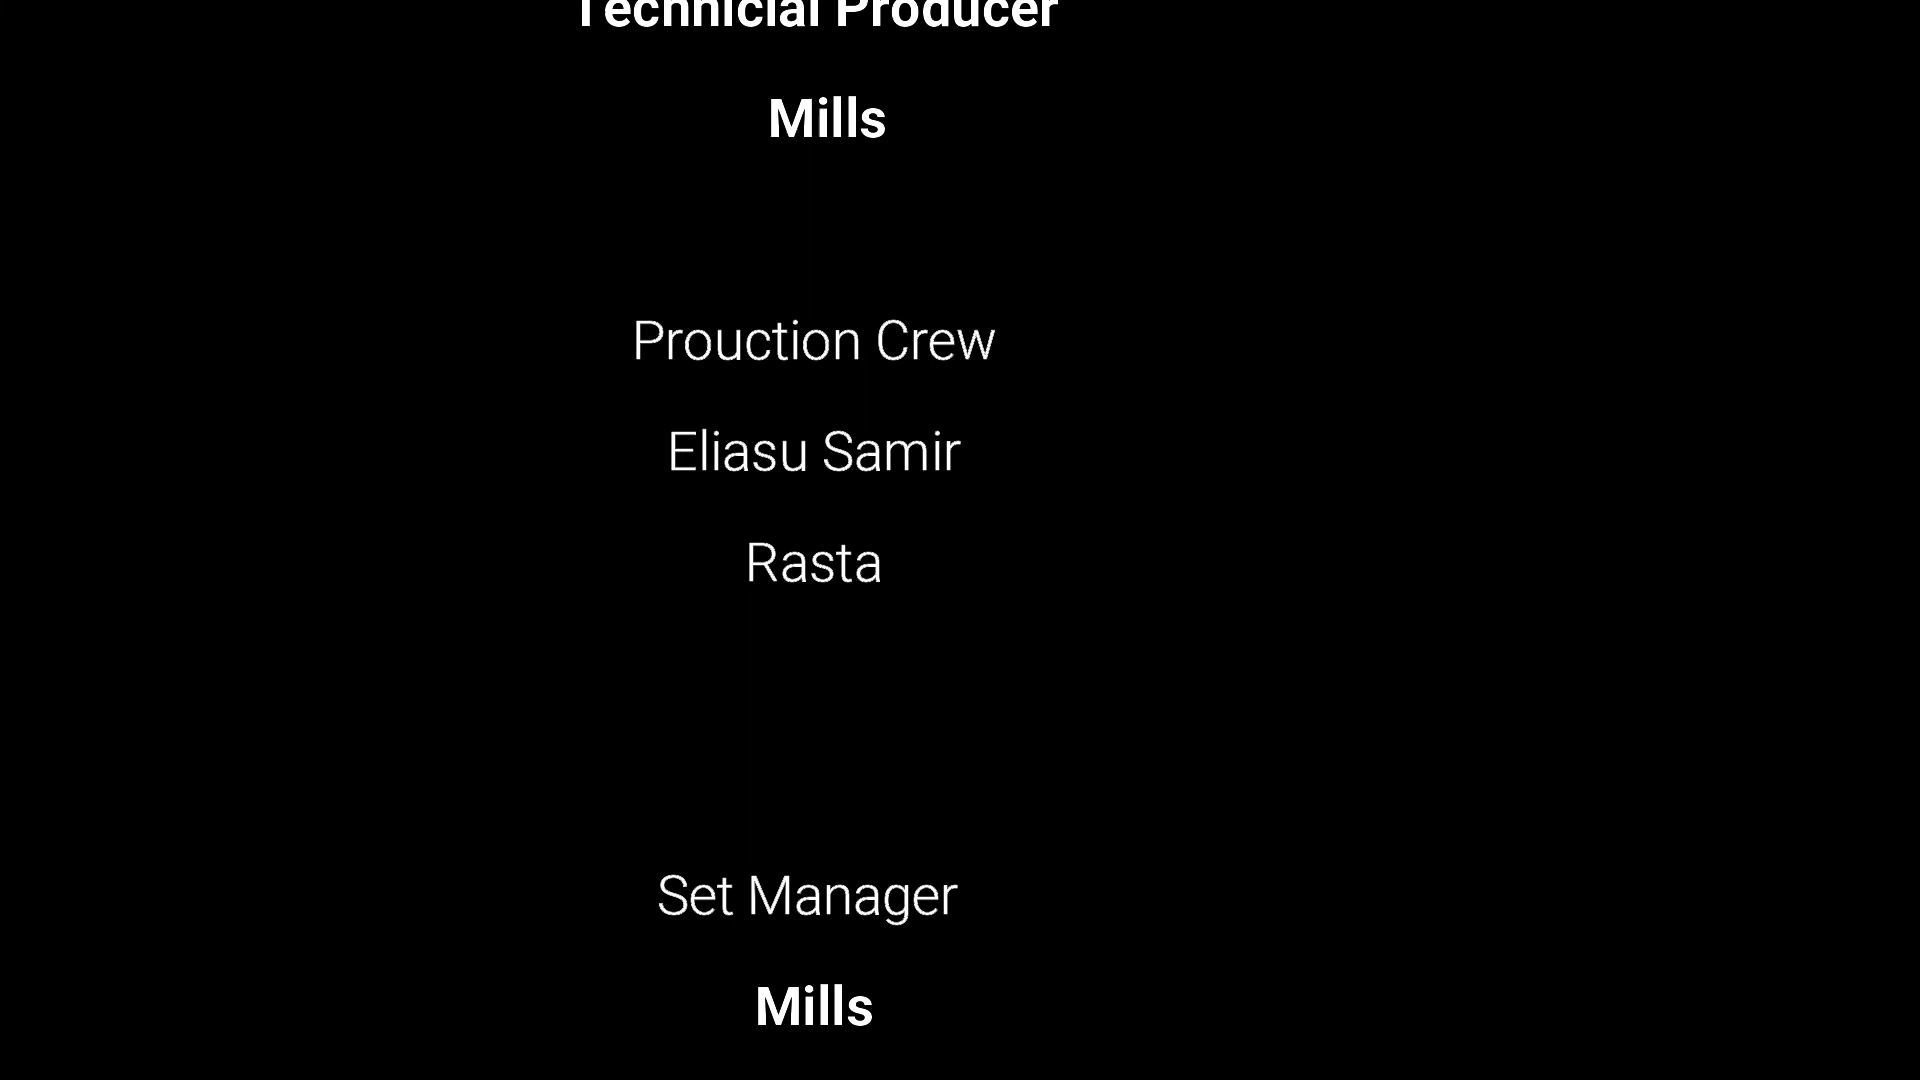 Technicial Producer
Mills
Prouction Crew
Eliasu Samir
Rasta
Set Manager
Mills